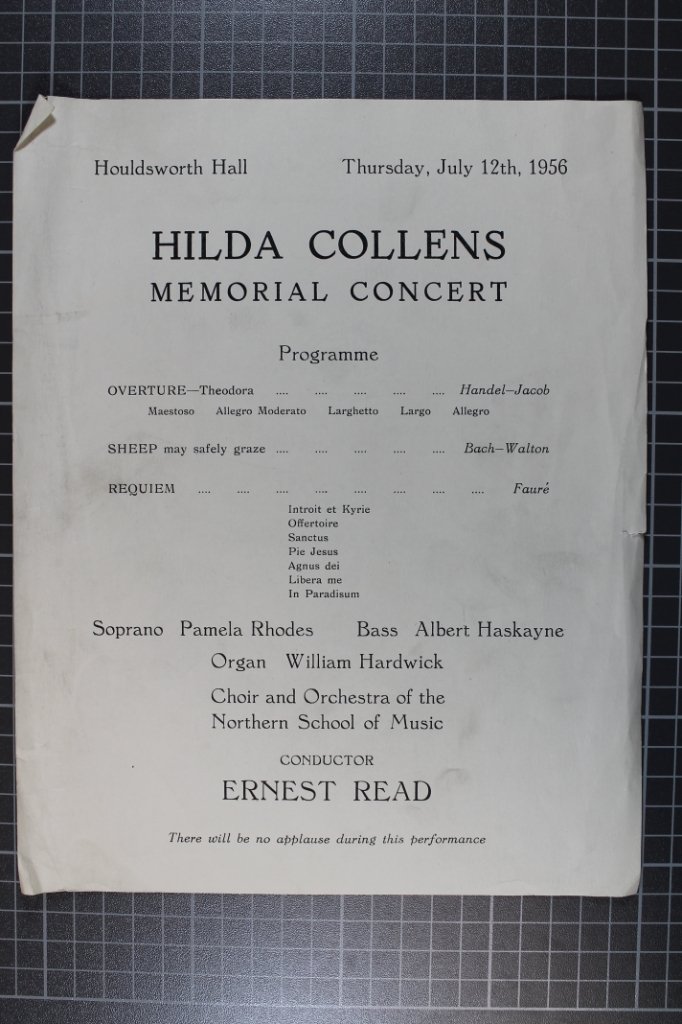 Houldsworth Hall Thursday, July 12th, 1956
HILDA COLLENS
MEMORIAL CONCERT
Programme
OVERTURE—Theodora .... .... .... .... .... Handel–Jacob
Maestoso Allegro Moderato Larghetto Largo Allegro
SHEEP may safely graze .... .... .... .... .... Bach–Walton
REQUIEM .... .... .... .... .... .... .... .... Fauré
Introit et Kyrie
Offertoire
Sanctus
Pie Jesus
Agnus dei
Libera me
In Paradisum
Soprano Pamela Rhodes Bass Albert Haskayne
Organ William Hardwick
Choir and Orchestra of the
Northern School of Music
CONDUCTOR
ERNEST READ
There will be no applause during this performance